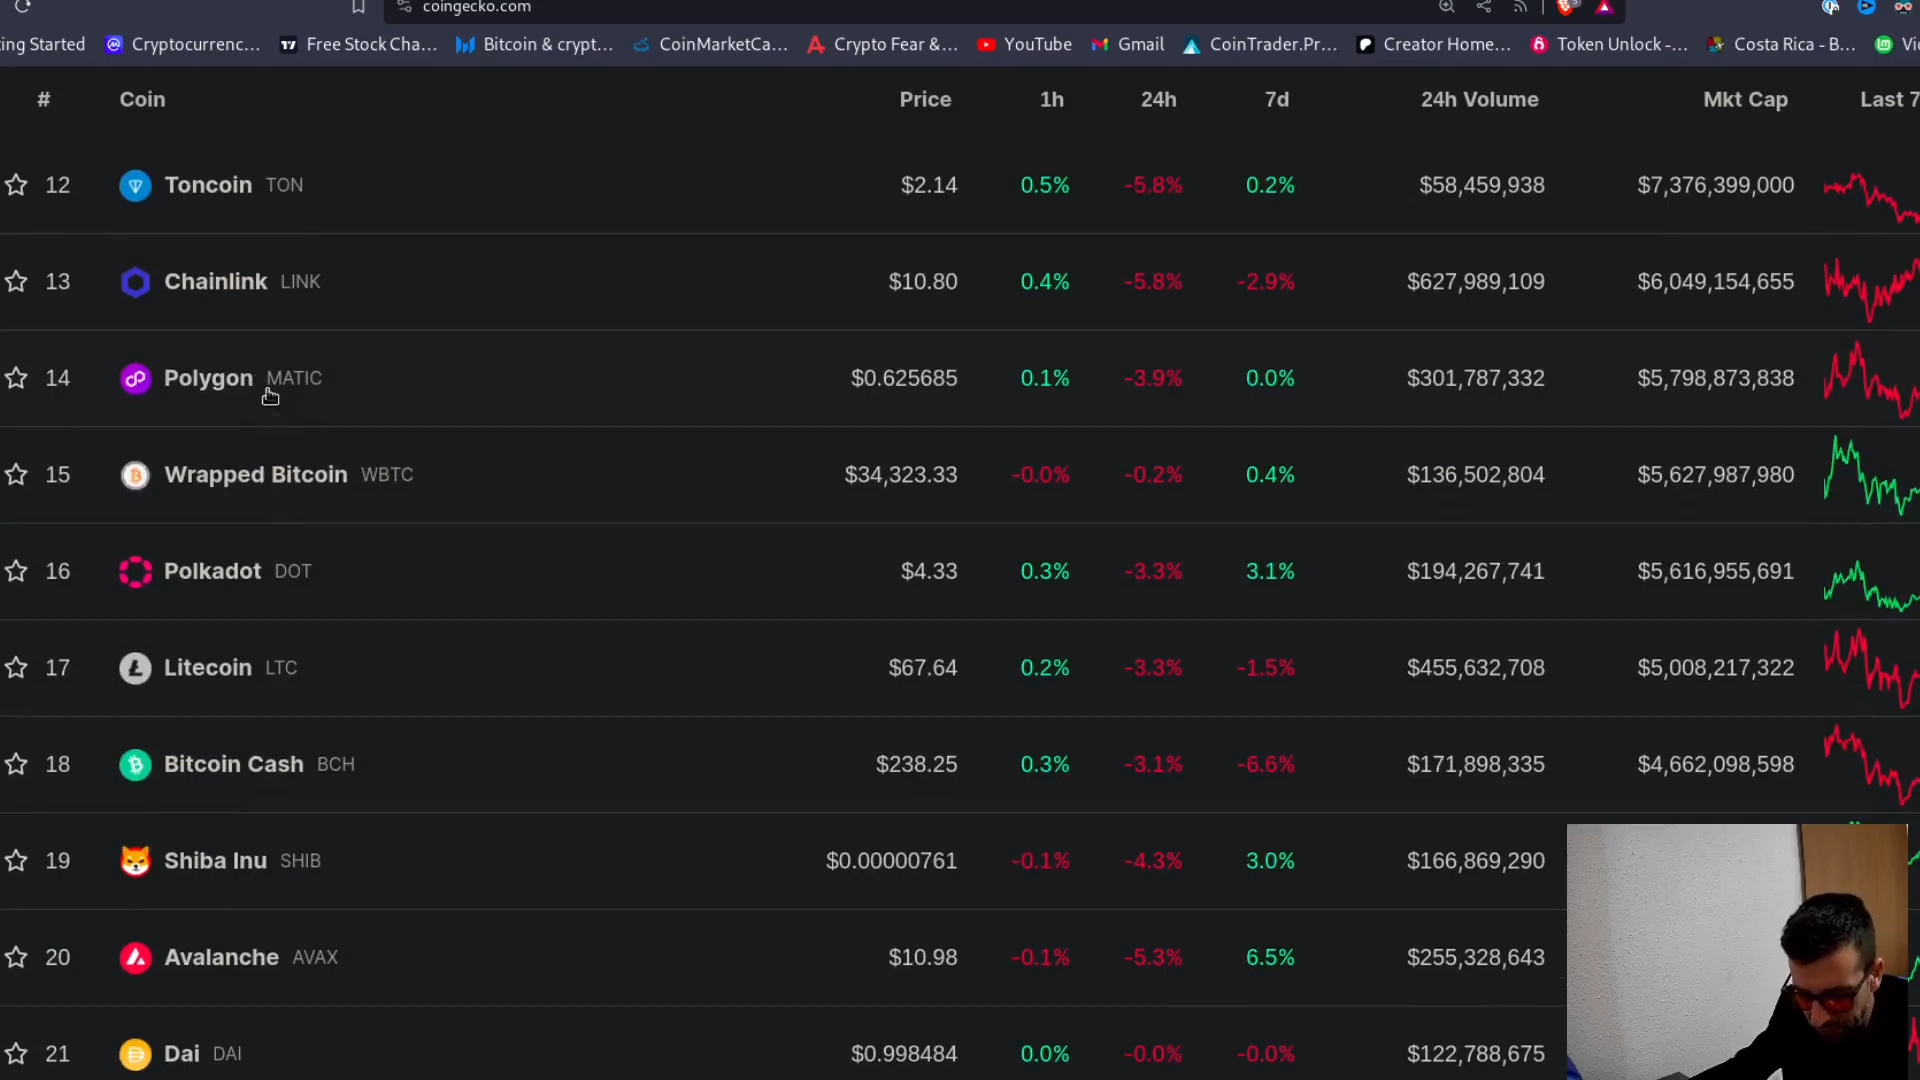 coingecko.com
ing Started Cryptocurrenc... Free Stock Cha... Bitcoin & crypt... CoinMarketCa... Crypto Fear &... YouTube Gmail CoinTrader.Pr... Creator Home... Token Unlock -... Costa Rica - B... Vi
# Coin Price 1h 24h 7d 24h Volume Mkt Cap Last 7
12 Toncoin TON $2.14 0.5% -5.8% 0.2% $58,459,938 $7,376,399,000
13 Chainlink LINK $10.80 0.4% -5.8% -2.9% $627,989,109 $6,049,154,655
14 Polygon MATIC $0.625685 0.1% -3.9% 0.0% $301,787,332 $5,798,873,838
15 Wrapped Bitcoin WBTC $34,323.33 -0.0% -0.2% 0.4% $136,502,804 $5,627,987,980
16 Polkadot DOT $4.33 0.3% -3.3% 3.1% $194,267,741 $5,616,955,691
17 Litecoin LTC $67.64 0.2% -3.3% -1.5% $455,632,708 $5,008,217,322
18 Bitcoin Cash BCH $238.25 0.3% -3.1% -6.6% $171,898,335 $4,662,098,598
19 Shiba Inu SHIB $0.00000761 -0.1% -4.3% 3.0% $166,869,290
20 Avalanche AVAX $10.98 -0.1% -5.3% 6.5% $255,328,643
21 Dai DAI $0.998484 0.0% -0.0% -0.0% $122,788,675